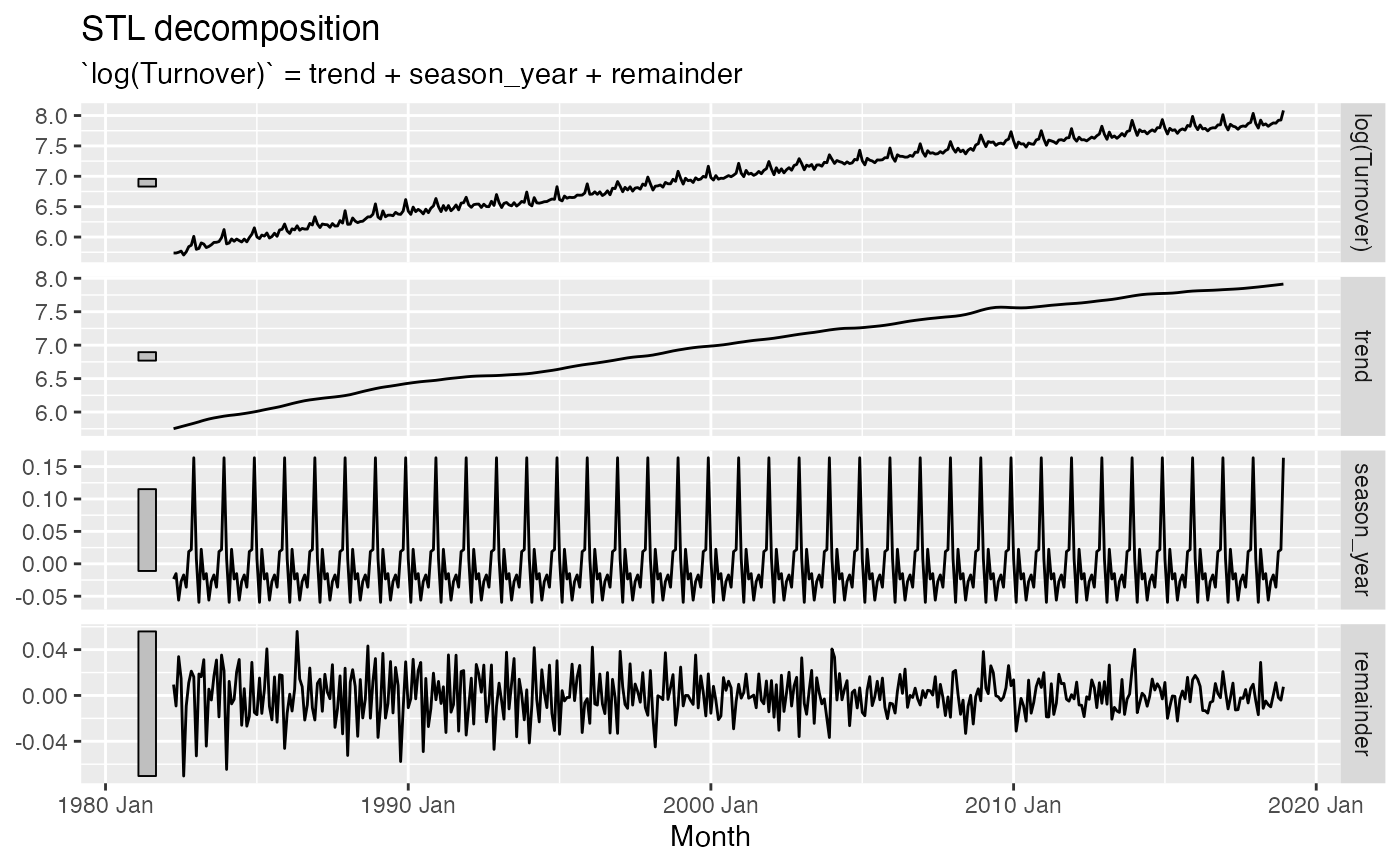 STL decomposition
`log(Turnover)` = trend + season_year + remainder
8.0
7.5
7.0
6.5
6.0
log(Turnover)
8.0
7.5
7.0
6.5
6.0
trend
0.15
0.10
0.05
0.00
-0.05
season_year
0.04
0.00
-0.04
remainder
1980 Jan
1990 Jan
2000 Jan
2010 Jan
2020 Jan
Month